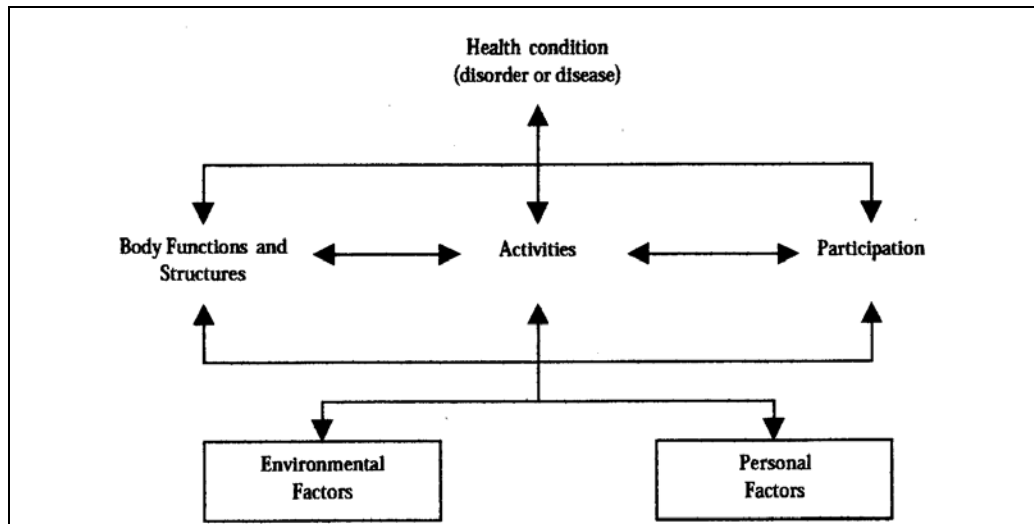 Health condition
(disorder or disease)
Body Functions and
Structures
Activities
Participation
Environmental
Factors
Personal
Factors